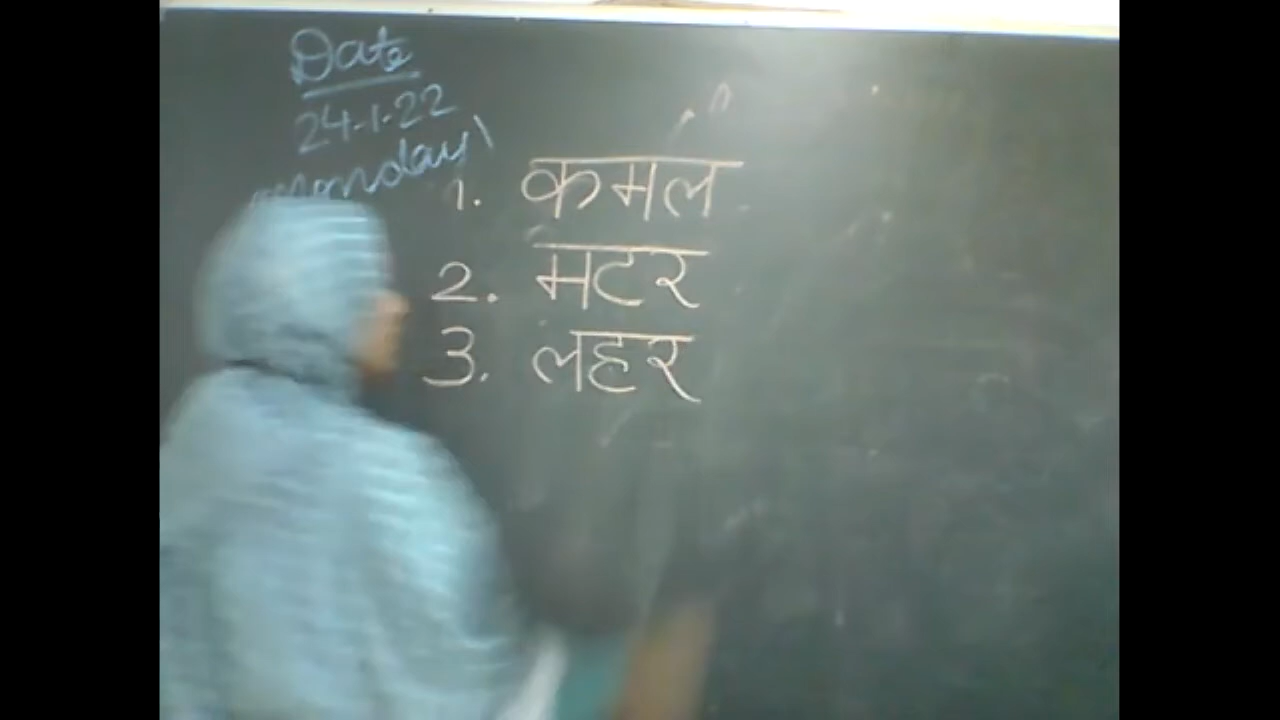 Date
24-1-22
Monday
1. कमल
2. मटर
3. लहर